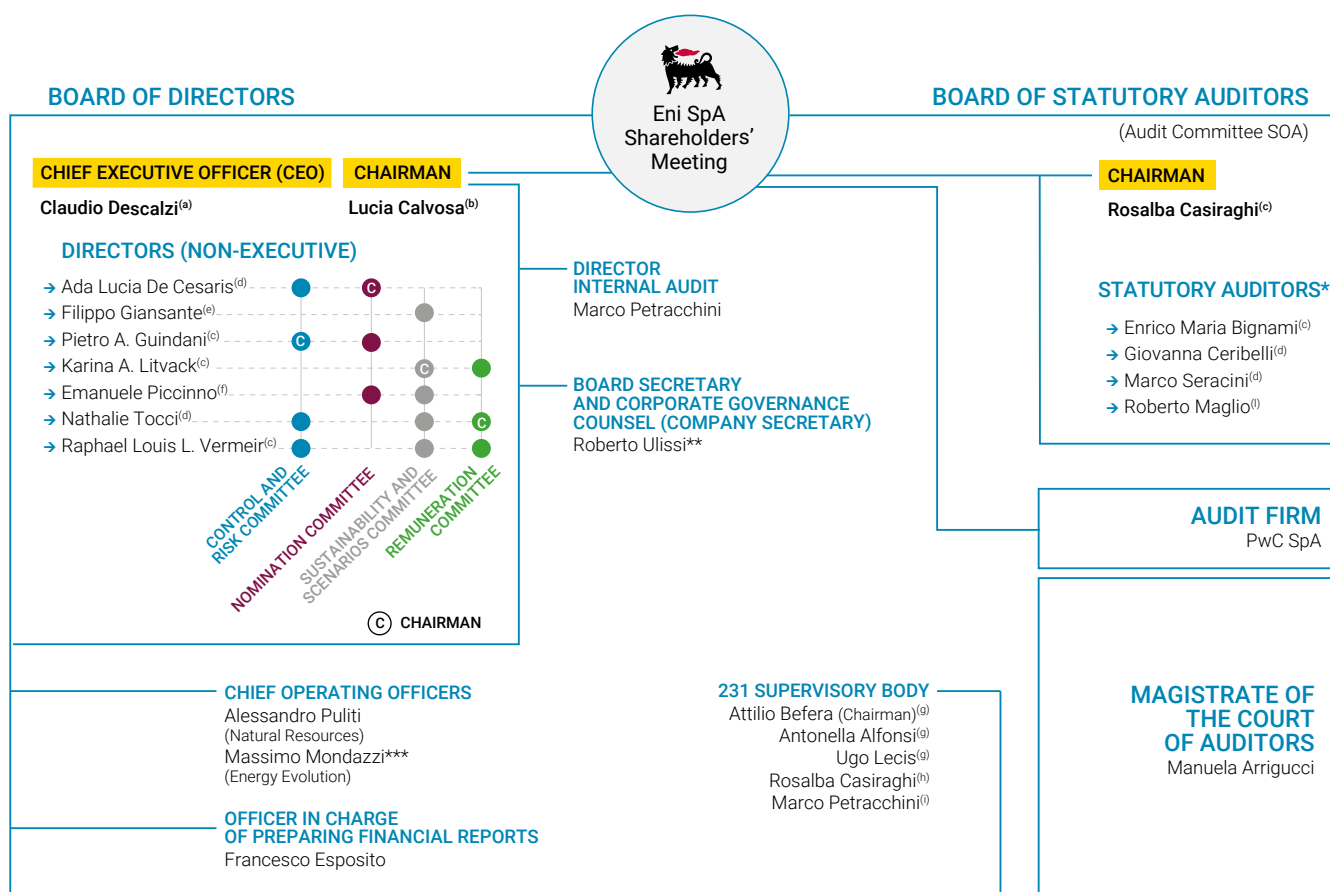 Eni SpA
Shareholders'
Meeting
BOARD OF DIRECTORS
CHIEF EXECUTIVE OFFICER (CEO)
Claudio Descalzi(a)
CHAIRMAN
Lucia Calvosa(b)
DIRECTORS (NON-EXECUTIVE)
→ Ada Lucia De Cesaris(d) C
→ Filippo Giansante(e)
→ Pietro A. Guindani(c) C
→ Karina A. Litvack(c) C
→ Emanuele Piccinno(f)
→ Nathalie Tocci(d) C
→ Raphael Louis L. Vermeir(c)
CONTROL AND
RISK COMMITTEE
NOMINATION COMMITTEE
SUSTAINABILITY AND
SCENARIOS COMMITTEE
REMUNERATION
COMMITTEE
C CHAIRMAN
DIRECTOR
INTERNAL AUDIT
Marco Petracchini
BOARD SECRETARY
AND CORPORATE GOVERNANCE
COUNSEL (COMPANY SECRETARY)
Roberto Ulissi**
BOARD OF STATUTORY AUDITORS
(Audit Committee SOA)
CHAIRMAN
Rosalba Casiraghi(c)
STATUTORY AUDITORS*
→ Enrico Maria Bignami(c)
→ Giovanna Ceribelli(d)
→ Marco Seracini(d)
→ Roberto Maglio(l)
AUDIT FIRM
PwC SpA
CHIEF OPERATING OFFICERS
Alessandro Puliti
(Natural Resources)
Massimo Mondazzi***
(Energy Evolution)
OFFICER IN CHARGE
OF PREPARING FINANCIAL REPORTS
Francesco Esposito
231 SUPERVISORY BODY
Attilio Befera (Chairman)(g)
Antonella Alfonsi(g)
Ugo Lecis(g)
Rosalba Casiraghi(h)
Marco Petracchini(i)
MAGISTRATE OF
THE COURT
OF AUDITORS
Manuela Arrigucci